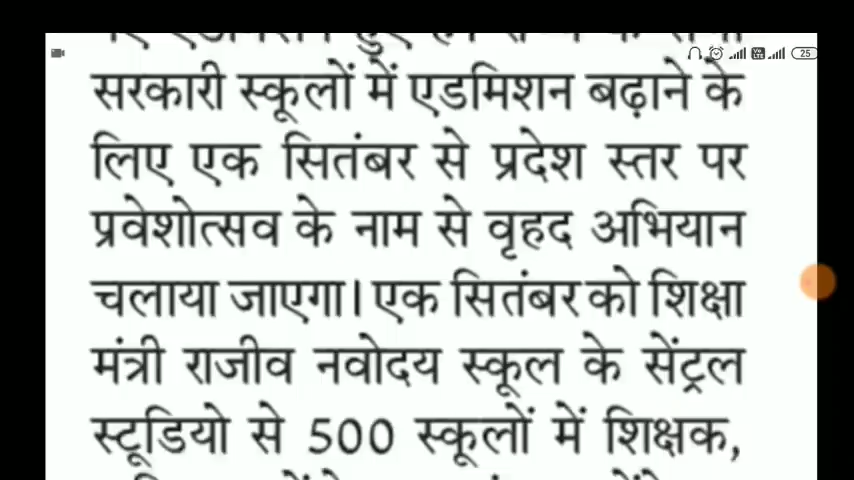 सरकारी स्कूलों में एडमिशन बढ़ाने के
लिए एक सितंबर से प्रदेश स्तर पर
प्रवेशोत्सव के नाम से वृहद अभियान
चलाया जाएगा। एक सितंबर को शिक्षा
मंत्री राजीव नवोदय स्कूल के सेंट्रल
स्टूडियो से 500 स्कूलों में शिक्षक,
25